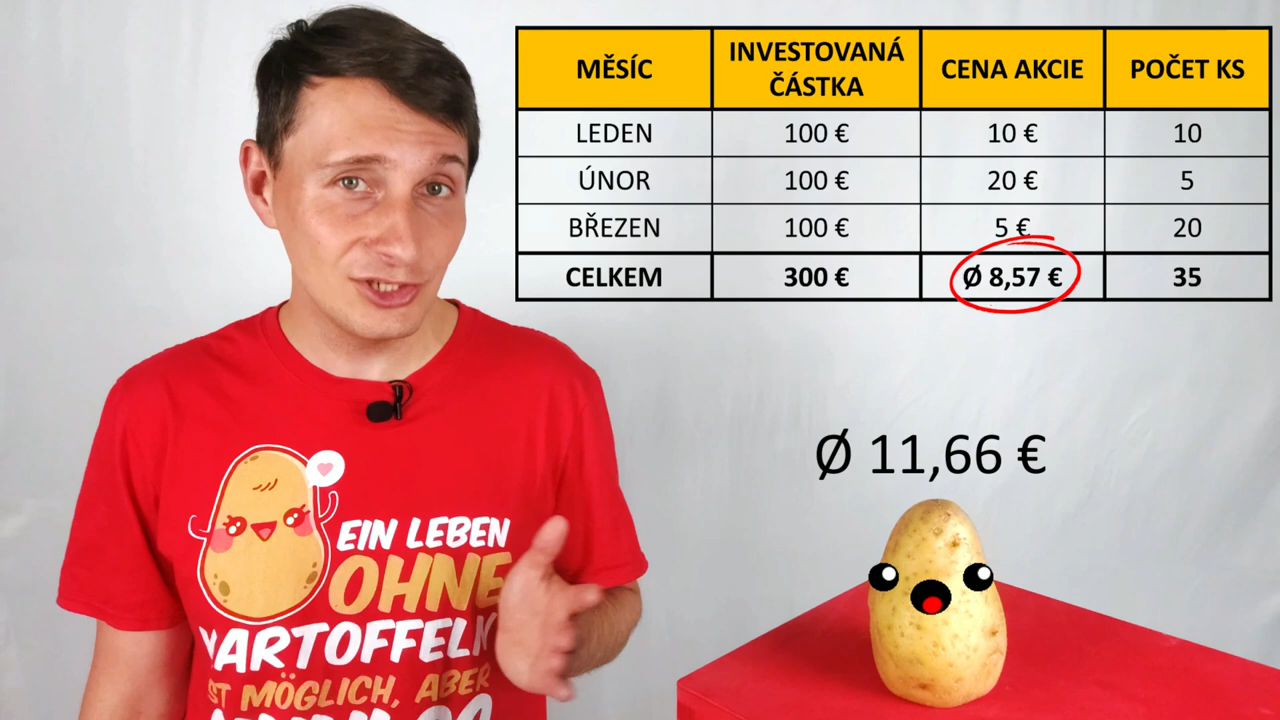 MĚSÍC INVESTOVANÁ ČÁSTKA CENA AKCIE POČET KS
LEDEN 100 € 10 € 10
ÚNOR 100 € 20 € 5
BŘEZEN 100 € 5 € 20
CELKEM 300 € Ø 8,57 € 35
Ø 11,66 €
EIN LEBEN
OHNE
KARTOFFELN
IST MÖGLICH, ABER